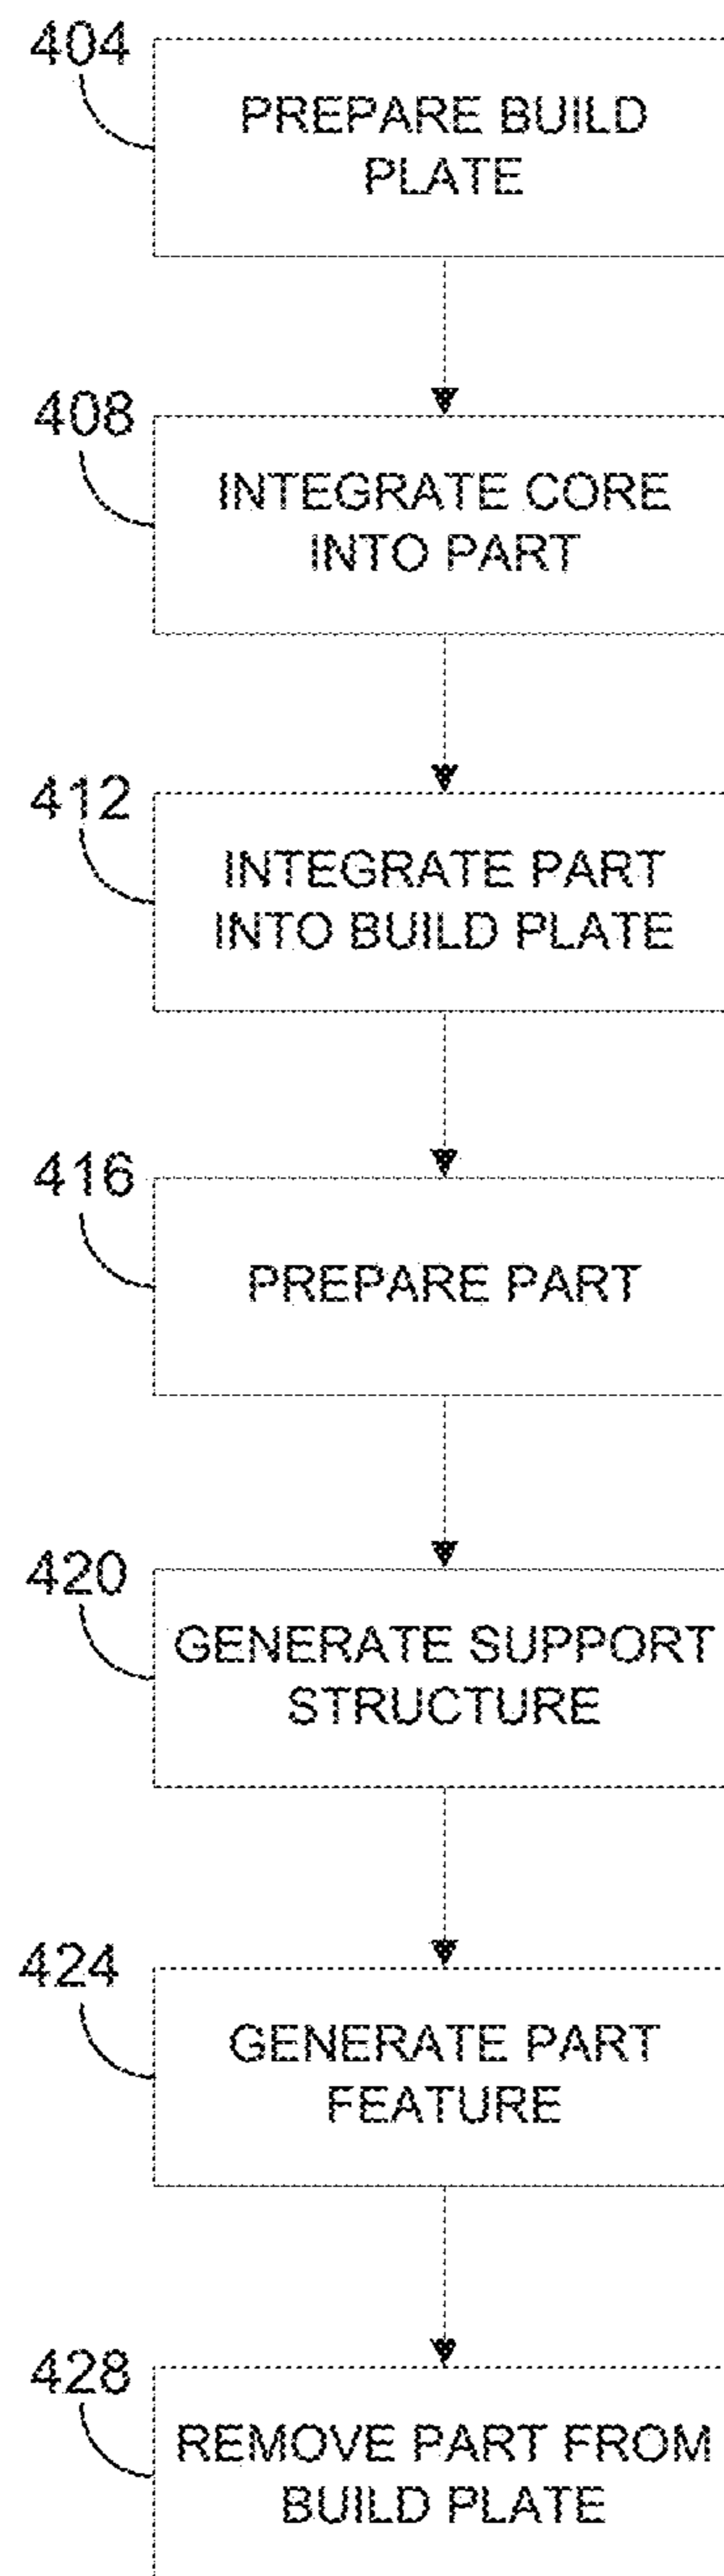 404
PREPARE BUILD
PLATE
408
INTEGRATE CORE
INTO PART
412
INTEGRATE PART
INTO BUILD PLATE
416
PREPARE PART
420
GENERATE SUPPORT
STRUCTURE
424
GENERATE PART
FEATURE
428
REMOVE PART FROM
BUILD PLATE